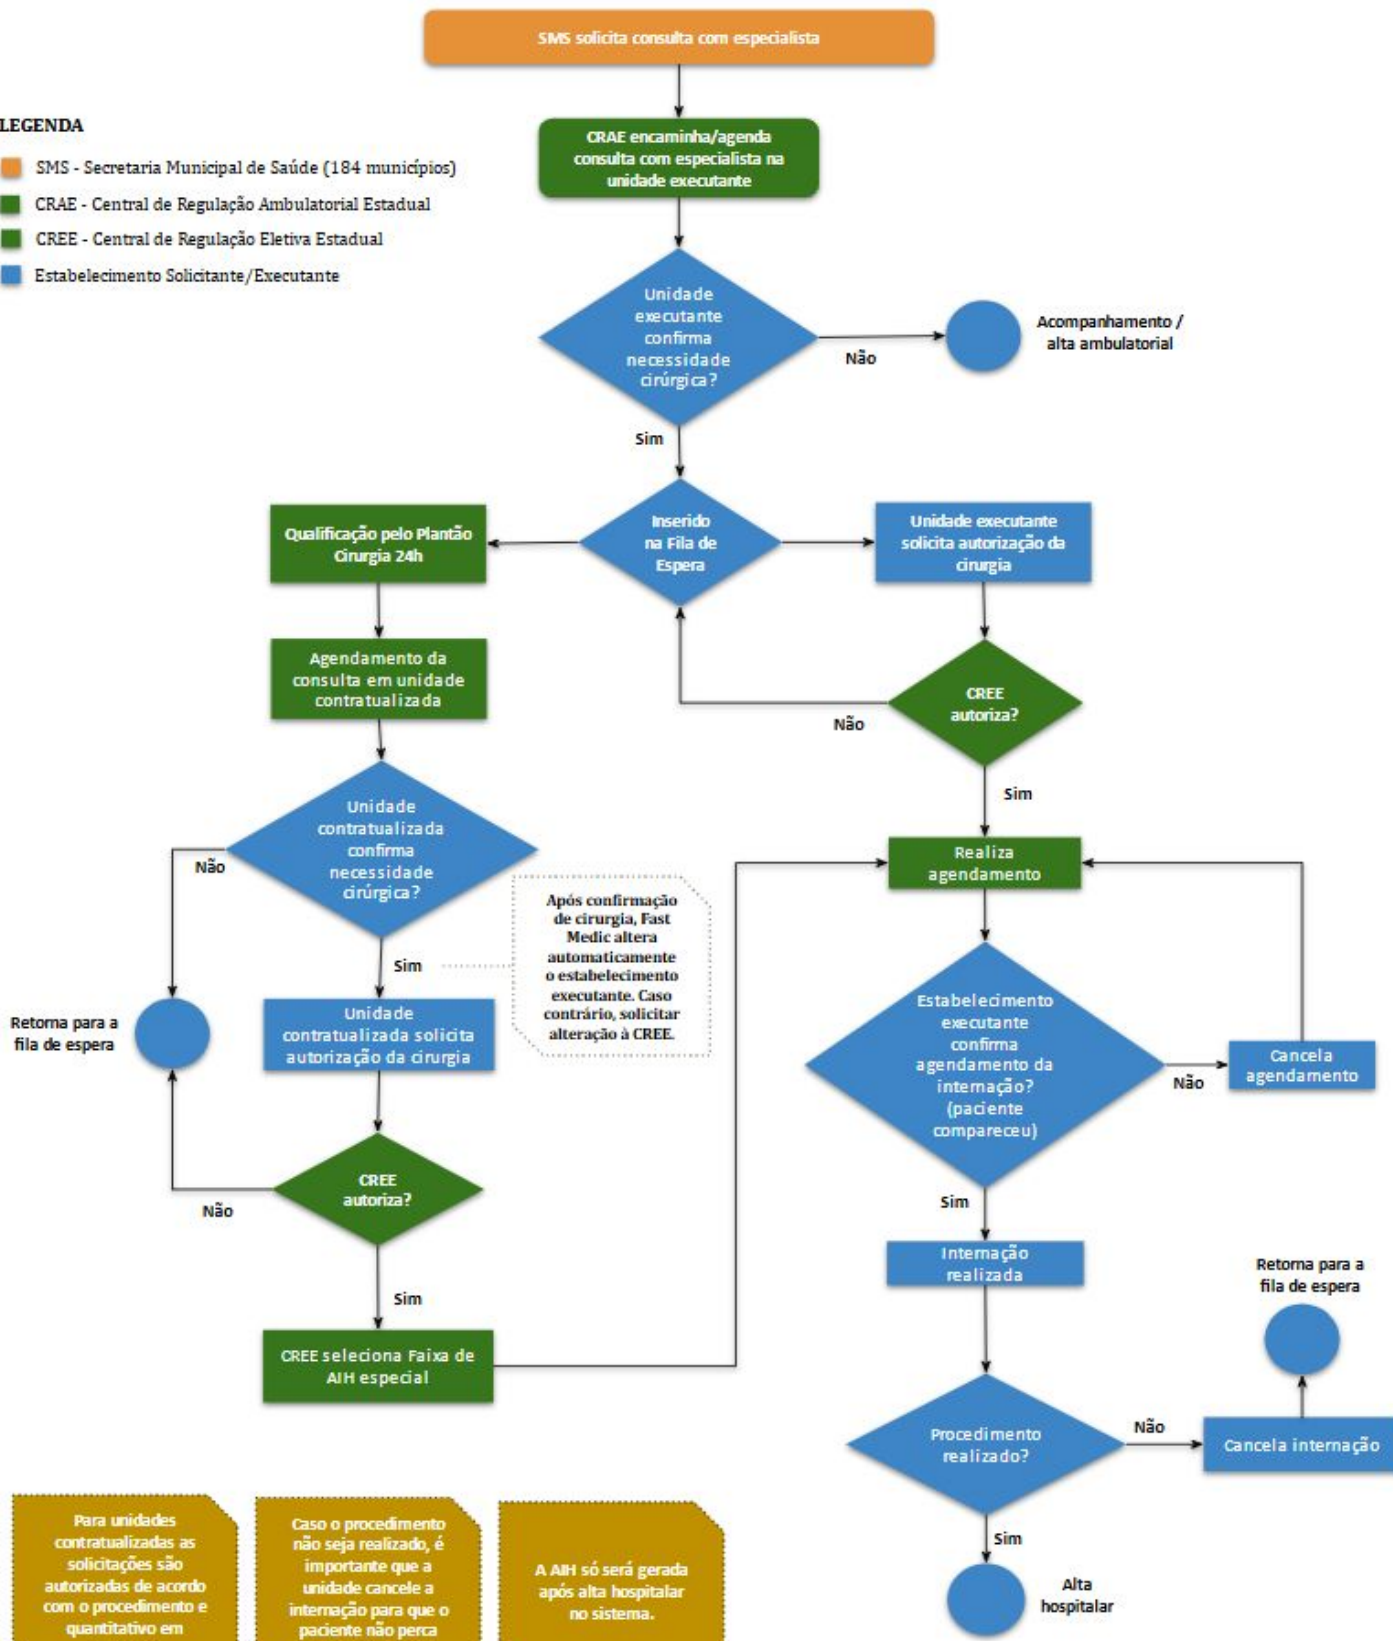 SMS solicita consulta com especialista
CRAE encaminha/agenda
consulta com especialista na
unidade executante
LEGENDA
SMS - Secretaria Municipal de Saúde (184 municípios)
CRAE - Central de Regulação Ambulatorial Estadual
CREE - Central de Regulação Eletiva Estadual
Estabelecimento Solicitante/Executante
Unidade
executante
confirma
necessidade
cirúrgica?
Não
Acompanhamento /
alta ambulatorial
Sim
Qualificação pelo Plantão
Cirurgia 24h
Inserido
na Fila de
Espera
Unidade executante
solicita autorização da
cirurgia
Agendamento da
consulta em unidade
contratualizada
CREE
autoriza?
Não
Sim
Unidade
contratualizada
confirma
necessidade
cirúrgica?
Não
Sim
Após confirmação
de cirurgia, Fast
Medic altera
automaticamente
o estabelecimento
executante. Caso
contrário, solicitar
alteração à CREE.
Realiza
agendamento
Estabelecimento
executante
confirma
agendamento da
internação?
(paciente
compareceu)
Não
Cancela
agendamento
Retorna para a
fila de espera
Unidade
contratualizada solicita
autorização da cirurgia
CREE
autoriza?
Não
Sim
CREE seleciona Faixa de
AIH especial
Sim
Internação
realizada
Retorna para a
fila de espera
Procedimento
realizado?
Não
Cancela internação
Sim
Alta
hospitalar
Para unidades
contratualizadas as
solicitações são
autorizadas de acordo
com o procedimento e
quantitativo em
Caso o procedimento
não seja realizado, é
importante que a
unidade cancele a
internação para que o
paciente não perca
A AIH só será gerada
após alta hospitalar
no sistema.